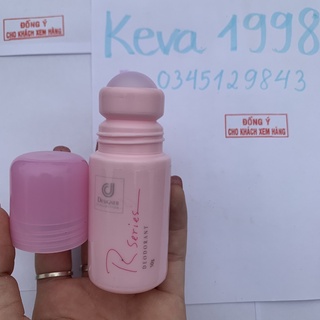 ĐỒNG Ý
CHO KHÁCH XEM HÀNG
Keva 1998
0345129843
ĐỒNG Ý
CHO KHÁCH XEM HÀNG
R series
DEODORANT